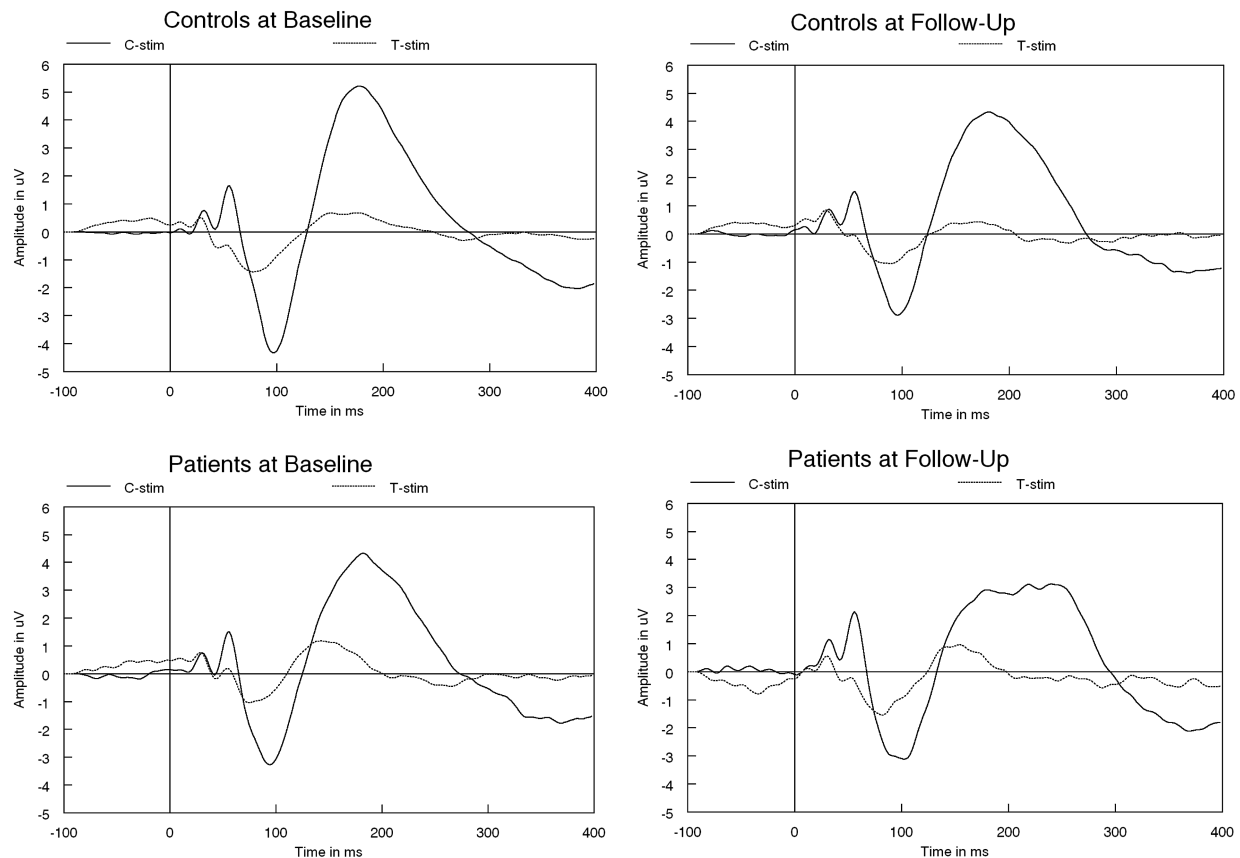 Controls at Baseline
C-stim T-stim
6
5
4
3
2
1
0
-1
-2
-3
-4
-5
Amplitude in uV
-100 0 100 200 300 400
Time in ms
Controls at Follow-Up
C-stim T-stim
6
5
4
3
2
1
0
-1
-2
-3
-4
-5
Amplitude in uV
-100 0 100 200 300 400
Time in ms
Patients at Baseline
C-stim T-stim
6
5
4
3
2
1
0
-1
-2
-3
-4
-5
Amplitude in uV
-100 0 100 200 300 400
Time in ms
Patients at Follow-Up
C-stim T-stim
6
5
4
3
2
1
0
-1
-2
-3
-4
-5
Amplitude in uV
-100 0 100 200 300 400
Time in ms